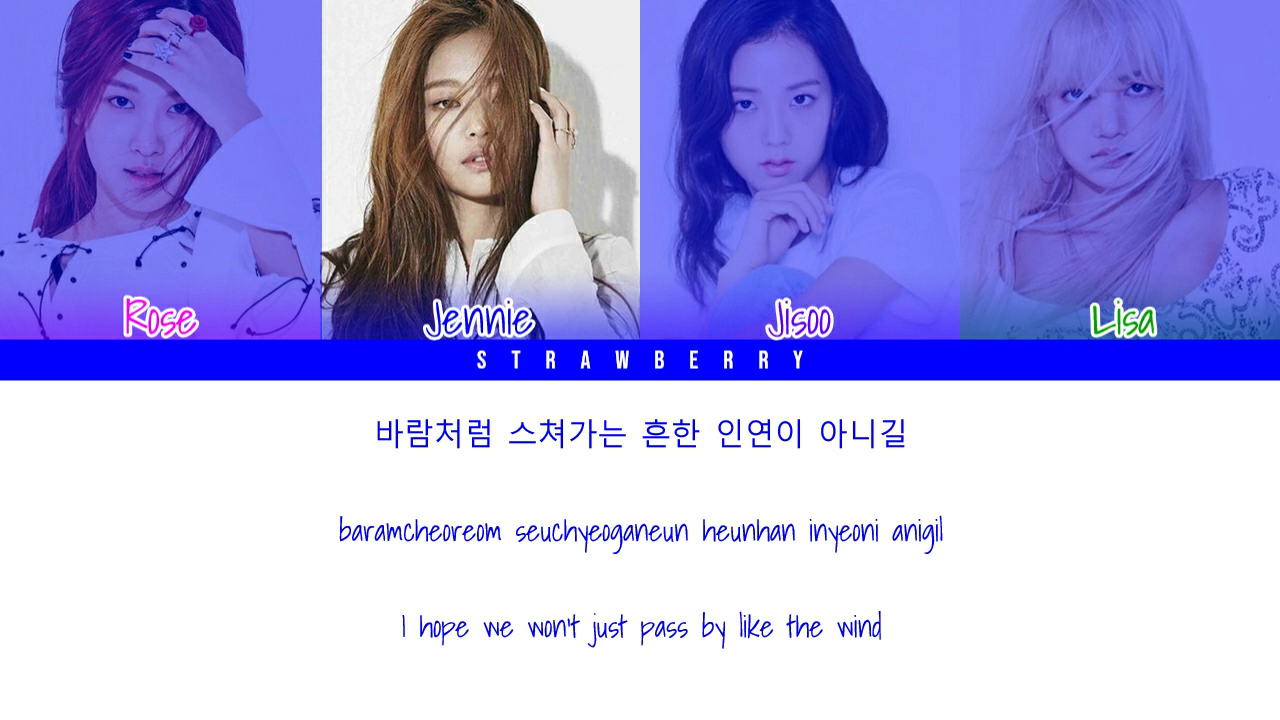 Rose Jennie Jisoo Lisa
STRAWBERRY
바람처럼 스쳐가는 흔한 인연이 아니길
baramcheoreom seuchyeoganeun heunhan inyeoni anigil
I hope we won't just pass by like the wind